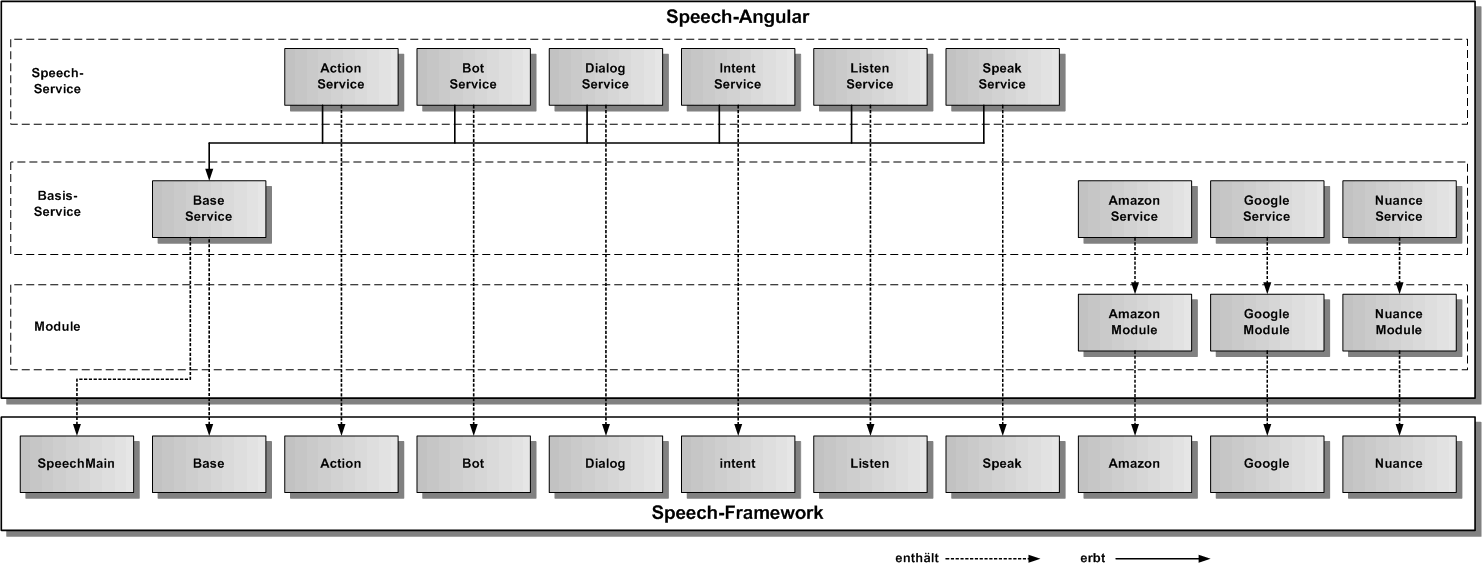 Speech-Angular
Speech-
Service
Action
Service
Bot
Service
Dialog
Service
Intent
Service
Listen
Service
Speak
Service
Basis-
Service
Base
Service
Amazon
Service
Google
Service
Nuance
Service
Module
Amazon
Module
Google
Module
Nuance
Module
SpeechMain
Base
Action
Bot
Dialog
intent
Listen
Speak
Amazon
Google
Nuance
Speech-Framework
enthält
erbt